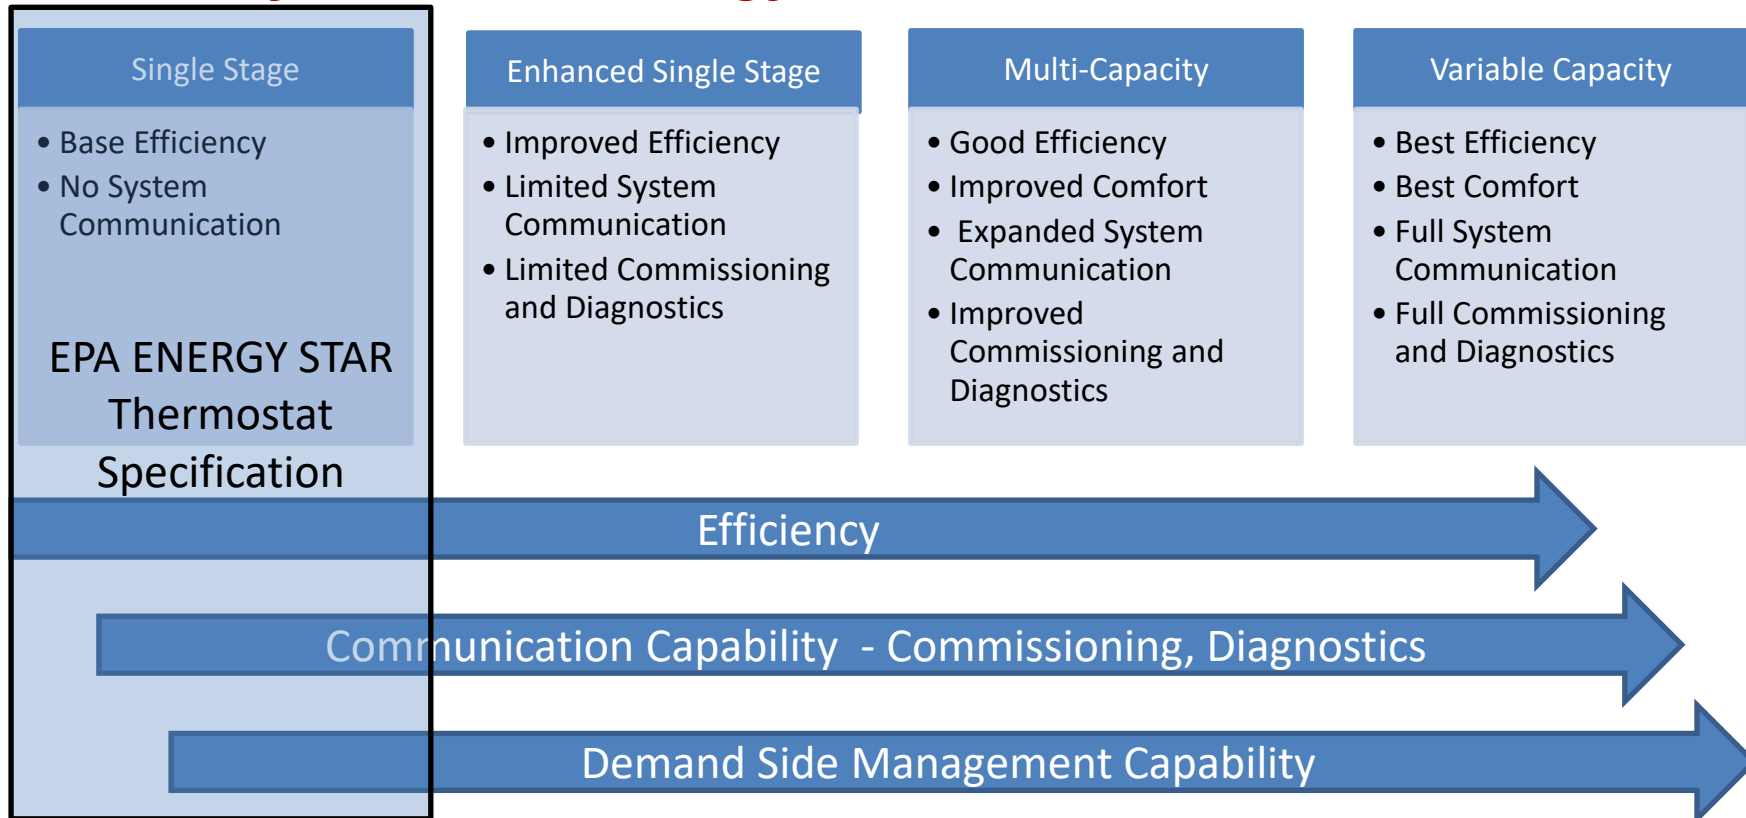 Single Stage
• Base Efficiency
• No System
Communication
EPA ENERGY STAR
Thermostat
Specification
Enhanced Single Stage
• Improved Efficiency
• Limited System
Communication
• Limited Commissioning
and Diagnostics
Multi-Capacity
• Good Efficiency
• Improved Comfort
• Expanded System
Communication
• Improved
Commissioning and
Diagnostics
Variable Capacity
• Best Efficiency
• Best Comfort
• Full System
Communication
• Full Commissioning
and Diagnostics
Efficiency
Communication Capability - Commissioning, Diagnostics
Demand Side Management Capability